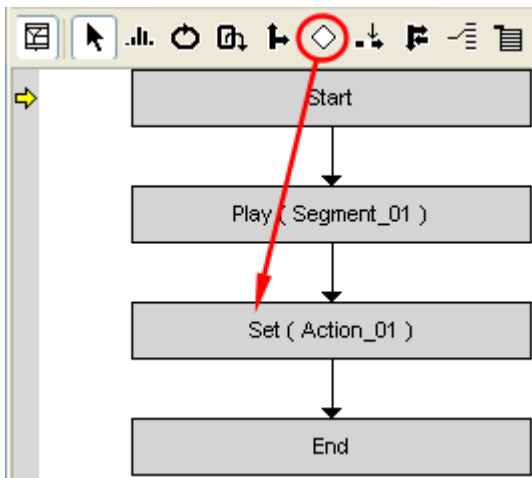 Start
Play ( Segment_01 )
Set ( Action_01 )
End